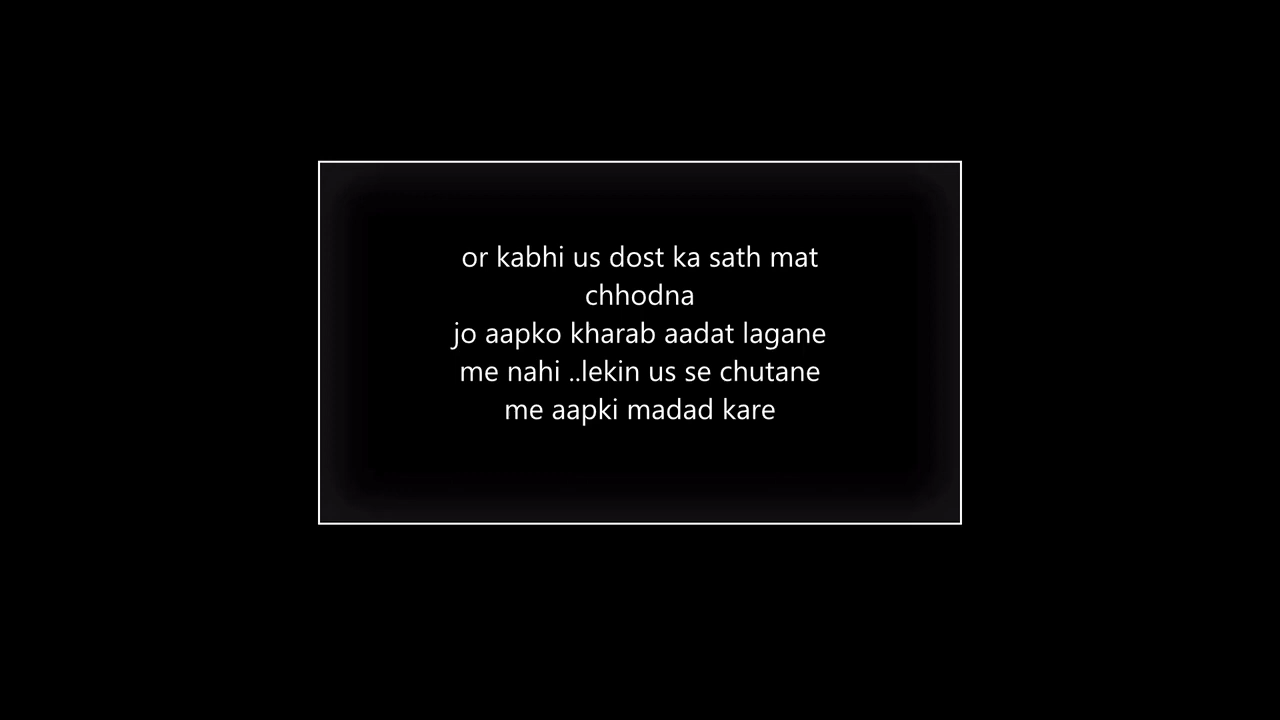 or kabhi us dost ka sath mat
chhodna
jo aapko kharab aadat lagane
me nahi ..lekin us se chutane
me aapki madad kare